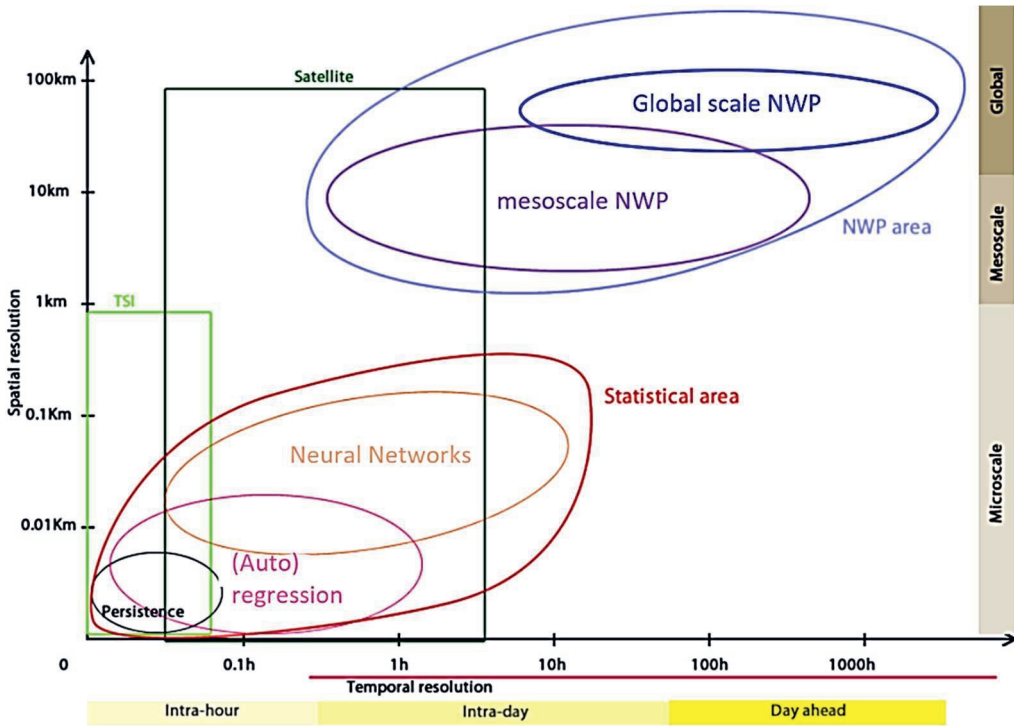 Satellite
100km
Global scale NWP
Global
10km
mesoscale NWP
NWP area
Mesoscale
1km
TSI
Spatial resolution
0.1Km
Statistical area
Neural Networks
Microscale
0.01Km
(Auto)
regression
Persistence
0
0.1h
1h
10h
100h
1000h
Temporal resolution
Intra-hour
Intra-day
Day ahead